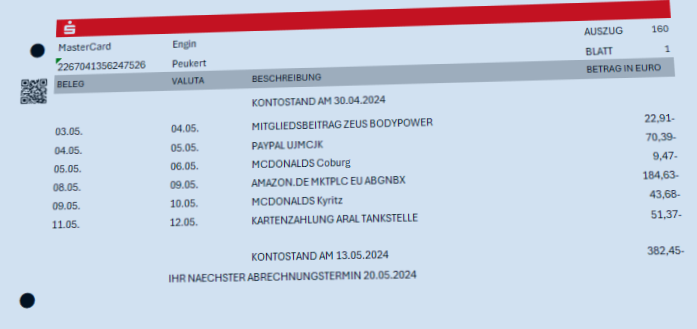 AUSZUG 160
MasterCard Engin
BLATT 1
2267041356247526 Peukert
BELEG VALUTA BESCHREIBUNG BETRAG IN EURO
KONTOSTAND AM 30.04.2024
03.05. 04.05. MITGLIEDSBEITRAG ZEUS BODYPOWER 22,91-
04.05. 05.05. PAYPAL UJMCJK 70,39-
05.05. 06.05. MCDONALDS Coburg 9,47-
08.05. 09.05. AMAZON.DE MKTPLC EU ABGNBX 184,63-
09.05. 10.05. MCDONALDS Kyritz 43,68-
11.05. 12.05. KARTENZAHLUNG ARAL TANKSTELLE 51,37-
KONTOSTAND AM 13.05.2024 382,45-
IHR NAECHSTER ABRECHNUNGSTERMIN 20.05.2024